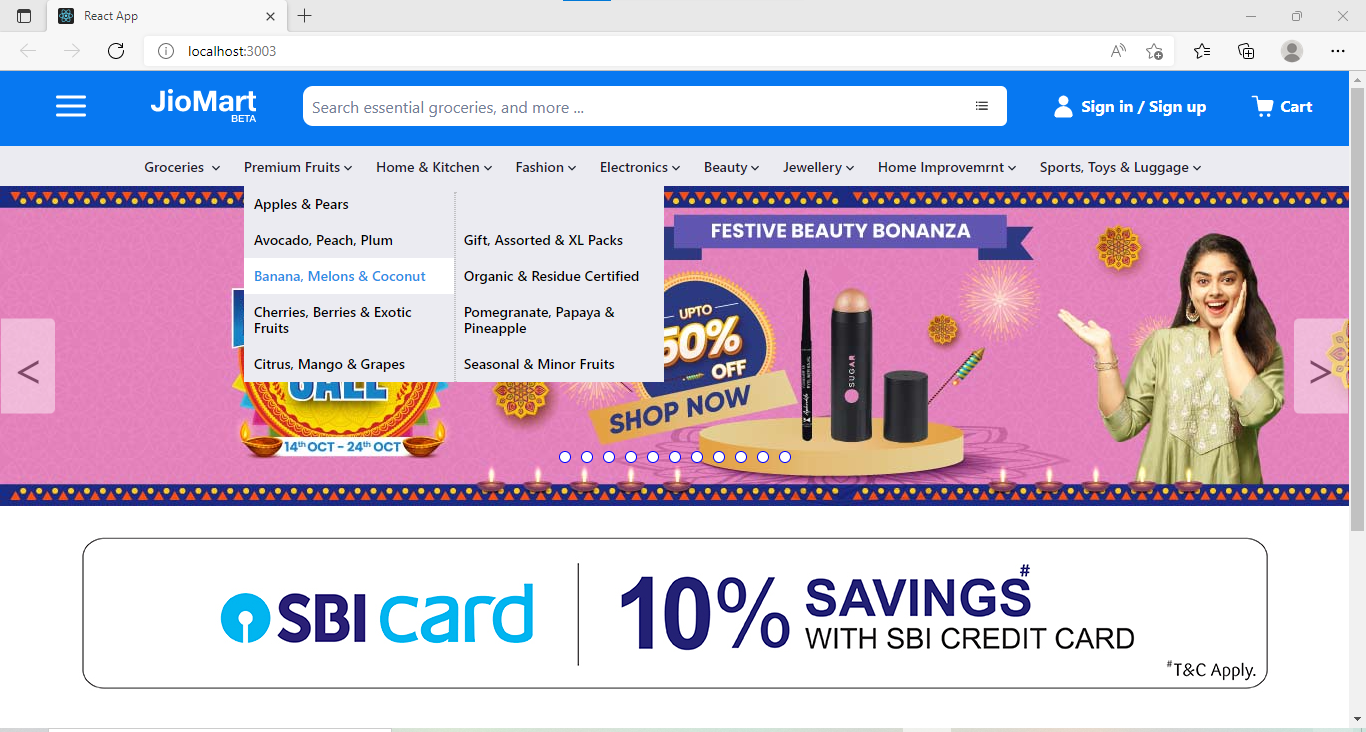 React App
localhost:3003
JioMart
BETA
Search essential groceries, and more ...
Sign in / Sign up
Cart
Groceries
Premium Fruits
Home & Kitchen
Fashion
Electronics
Beauty
Jewellery
Home Improvemrnt
Sports, Toys & Luggage
Apples & Pears
Avocado, Peach, Plum
Banana, Melons & Coconut
Cherries, Berries & Exotic
Fruits
Citrus, Mango & Grapes
Gift, Assorted & XL Packs
Organic & Residue Certified
Pomegranate, Papaya &
Pineapple
Seasonal & Minor Fruits
SALE
14th OCT - 24th OCT
FESTIVE BEAUTY BONANZA
UPTO
50%
OFF
SHOP NOW
SUGAR
<
>
SBI card
10% SAVINGS#
WITH SBI CREDIT CARD
#T&C Apply.